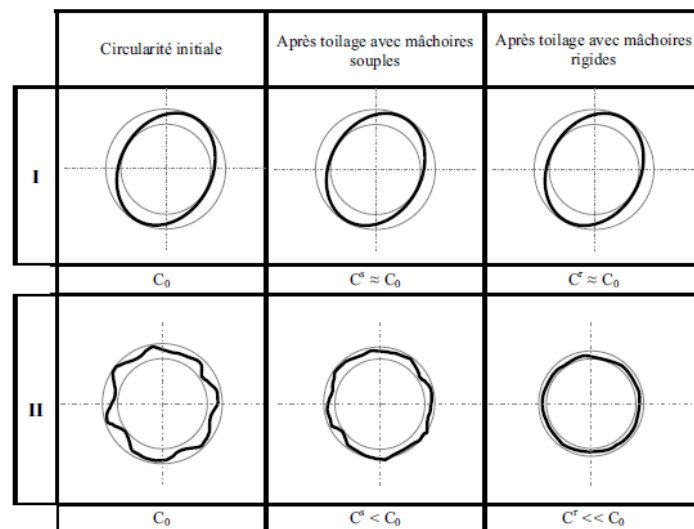 Circularité initiale
Après toilage avec mâchoires
souples
Après toilage avec mâchoires
rigides
I
C₀
Cˢ ≈ C₀
Cʳ ≈ C₀
II
C₀
Cˢ < C₀
Cʳ << C₀